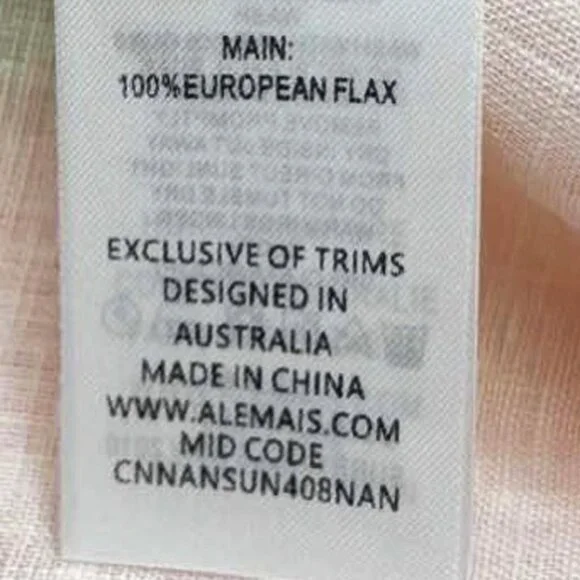 MAIN:
100%EUROPEAN FLAX
EXCLUSIVE OF TRIMS
DESIGNED IN
AUSTRALIA
MADE IN CHINA
WWW.ALEMAIS.COM
MID CODE
CNNANSUN408NAN